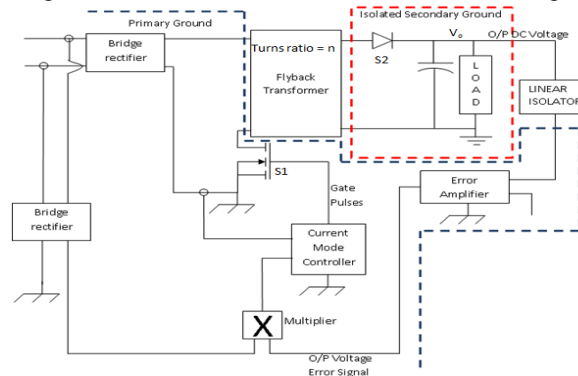 Primary Ground
Isolated Secondary Ground
Bridge
rectifier
Turns ratio = n
Flyback
Transformer
S2
Vo
O/P DC Voltage
L
O
A
D
LINEAR
ISOLATOR
S1
Gate
Pulses
Error
Amplifier
Bridge
rectifier
Current
Mode
Controller
X
Multiplier
O/P Voltage
Error Signal